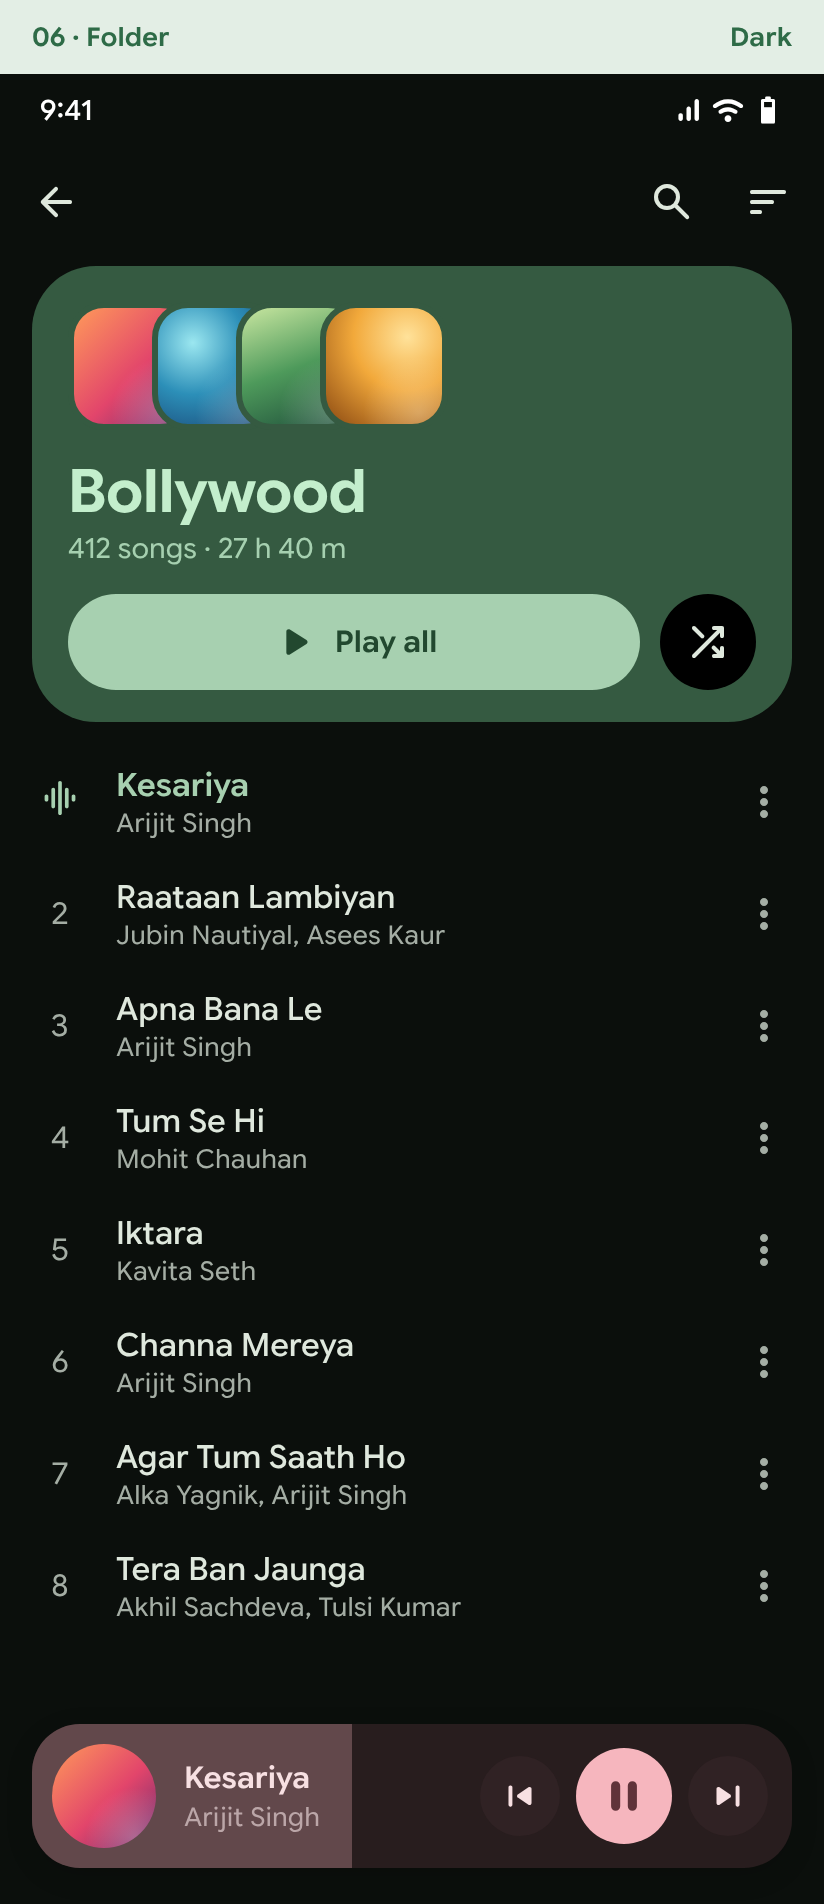 06 · Folder
Dark
9:41
Bollywood
412 songs · 27 h 40 m
Play all
Kesariya
Arijit Singh
2
Raataan Lambiyan
Jubin Nautiyal, Asees Kaur
3
Apna Bana Le
Arijit Singh
4
Tum Se Hi
Mohit Chauhan
5
Iktara
Kavita Seth
6
Channa Mereya
Arijit Singh
7
Agar Tum Saath Ho
Alka Yagnik, Arijit Singh
8
Tera Ban Jaunga
Akhil Sachdeva, Tulsi Kumar
Kesariya
Arijit Singh